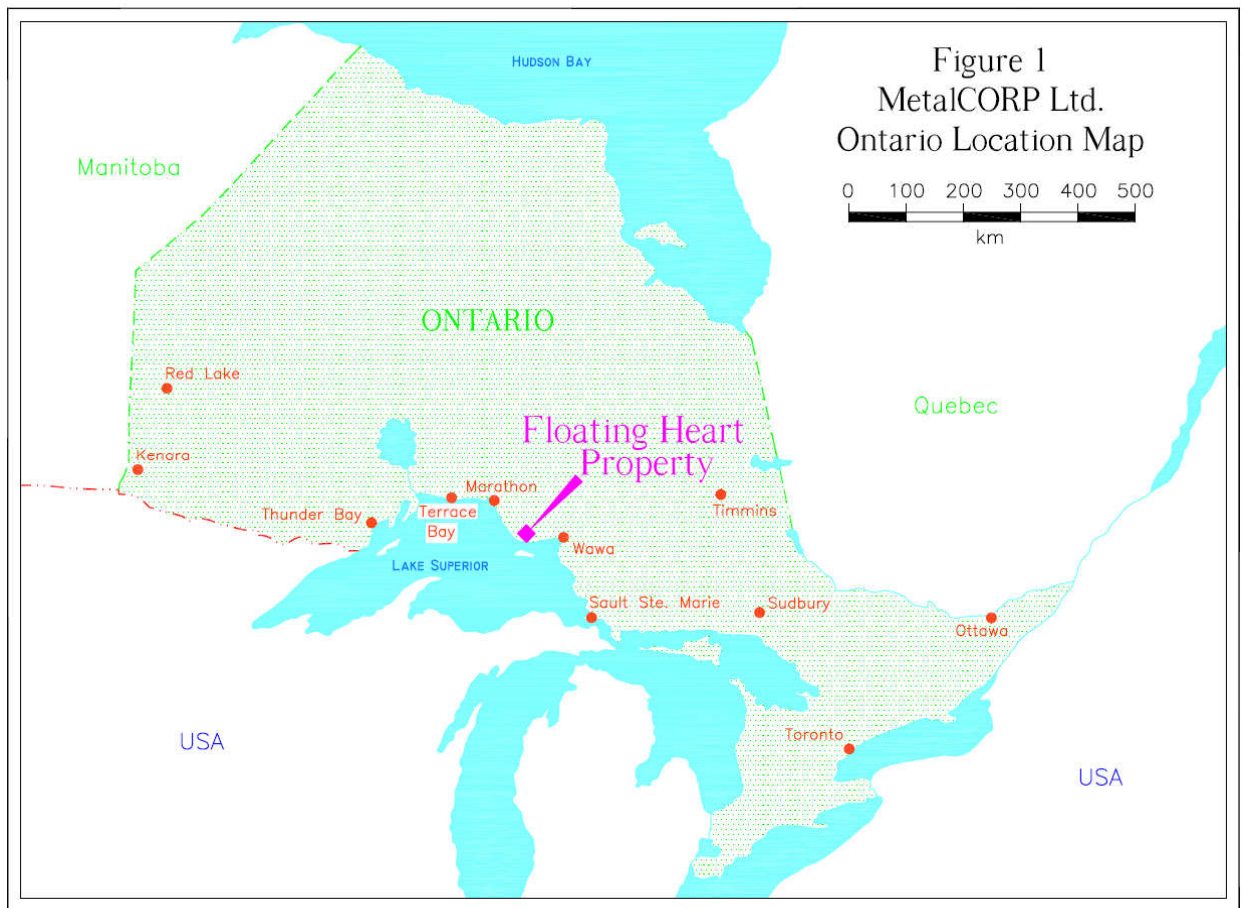 HUDSON BAY
Figure 1
MetalCORP Ltd.
Ontario Location Map
0 100 200 300 400 500
km
Manitoba
ONTARIO
Red Lake
Quebec
Floating Heart
Property
Kenora
Marathon
Thunder Bay
Terrace
Bay
Timmins
Wawa
LAKE SUPERIOR
Sault Ste. Marie
Sudbury
Ottawa
USA
Toronto
USA